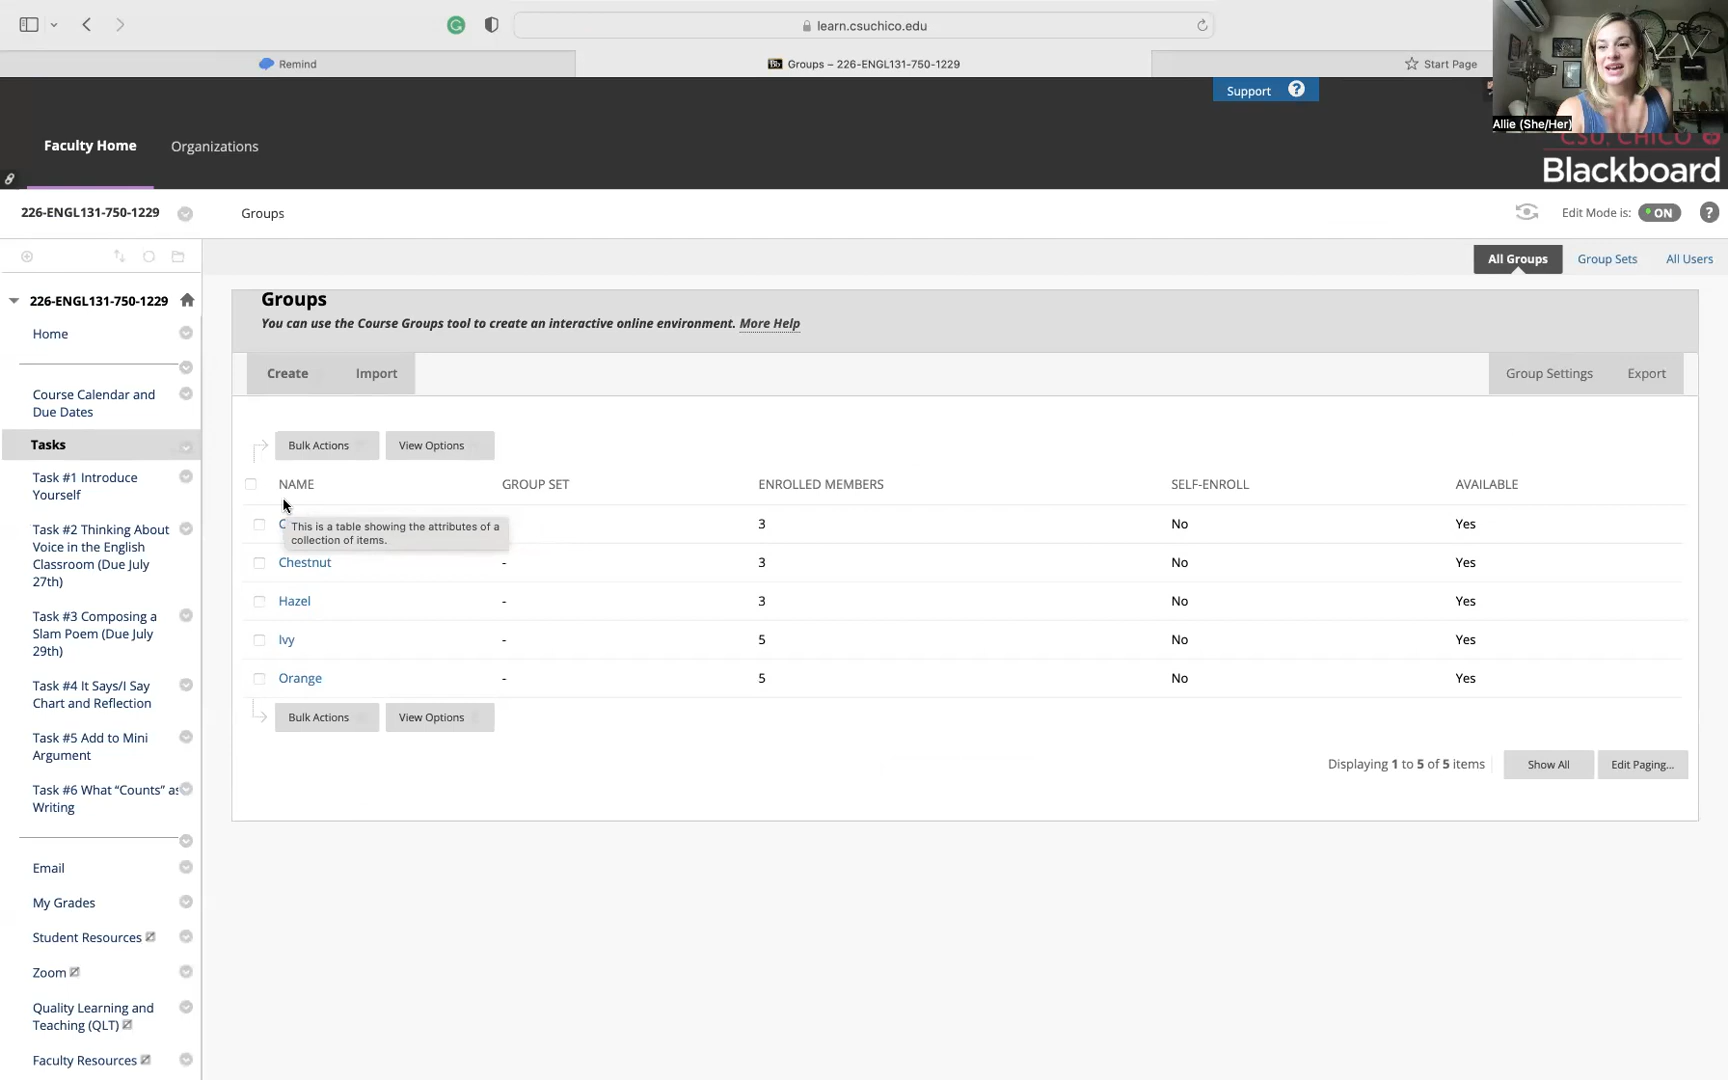 learn.csuchico.edu
Remind
Bb Groups – 226-ENGL131-750-1229
Start Page
Allie (She/Her)
Support ?
Faculty Home
Organizations
CSU, CHICO
Blackboard
226-ENGL131-750-1229
Groups
Edit Mode is: ON ?
All Groups
Group Sets
All Users
226-ENGL131-750-1229
Home
Course Calendar and
Due Dates
Tasks
Task #1 Introduce
Yourself
Task #2 Thinking About
Voice in the English
Classroom (Due July
27th)
Task #3 Composing a
Slam Poem (Due July
29th)
Task #4 It Says/I Say
Chart and Reflection
Task #5 Add to Mini
Argument
Task #6 What “Counts” as
Writing
Email
My Grades
Student Resources
Zoom
Quality Learning and
Teaching (QLT)
Faculty Resources
Groups
You can use the Course Groups tool to create an interactive online environment. More Help
Create
Import
Group Settings
Export
Bulk Actions
View Options
NAME GROUP SET ENROLLED MEMBERS SELF-ENROLL AVAILABLE
3 No Yes
This is a table showing the attributes of a
collection of items.
Chestnut - 3 No Yes
Hazel - 3 No Yes
Ivy - 5 No Yes
Orange - 5 No Yes
Bulk Actions
View Options
Displaying 1 to 5 of 5 items
Show All
Edit Paging...